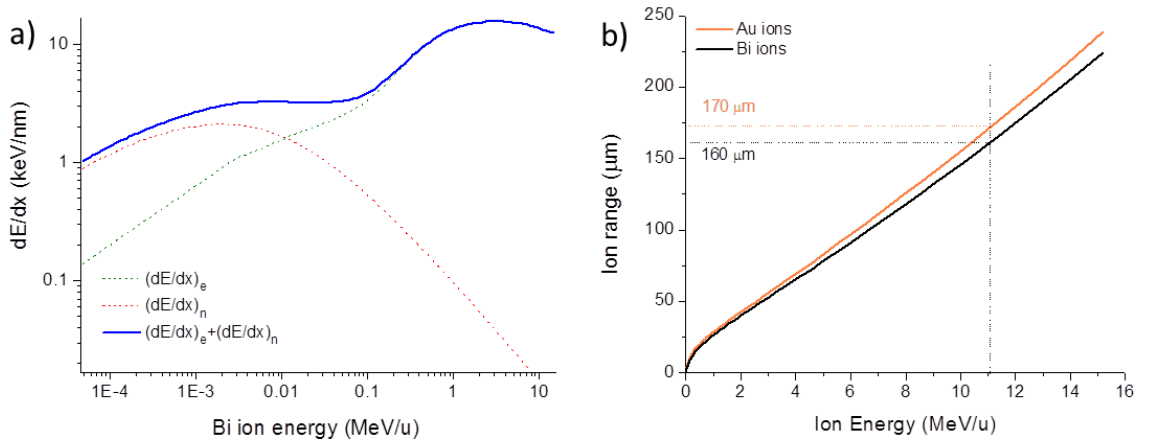 a)
dE/dx (keV/nm)
10
1
0.1
(dE/dx)e
(dE/dx)n
(dE/dx)e+(dE/dx)n
1E-4 1E-3 0.01 0.1 1 10
Bi ion energy (MeV/u)
b)
Ion range (μm)
250
200
150
100
50
0
Au ions
Bi ions
170 μm
160 μm
0 2 4 6 8 10 12 14 16
Ion Energy (MeV/u)